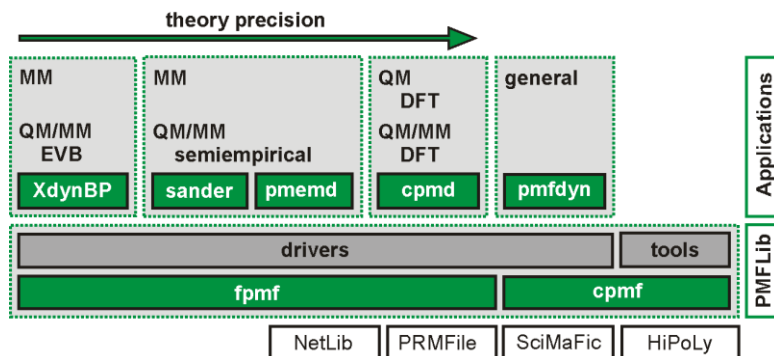 theory precision
MM
QM/MM
EVB
XdynBP
MM
QM/MM
semiempirical
sander
pmemd
QM
DFT
QM/MM
DFT
cpmd
general
pmfdyn
Applications
drivers
tools
fpmf
cpmf
PMFLib
NetLib
PRMFile
SciMaFic
HiPoLy